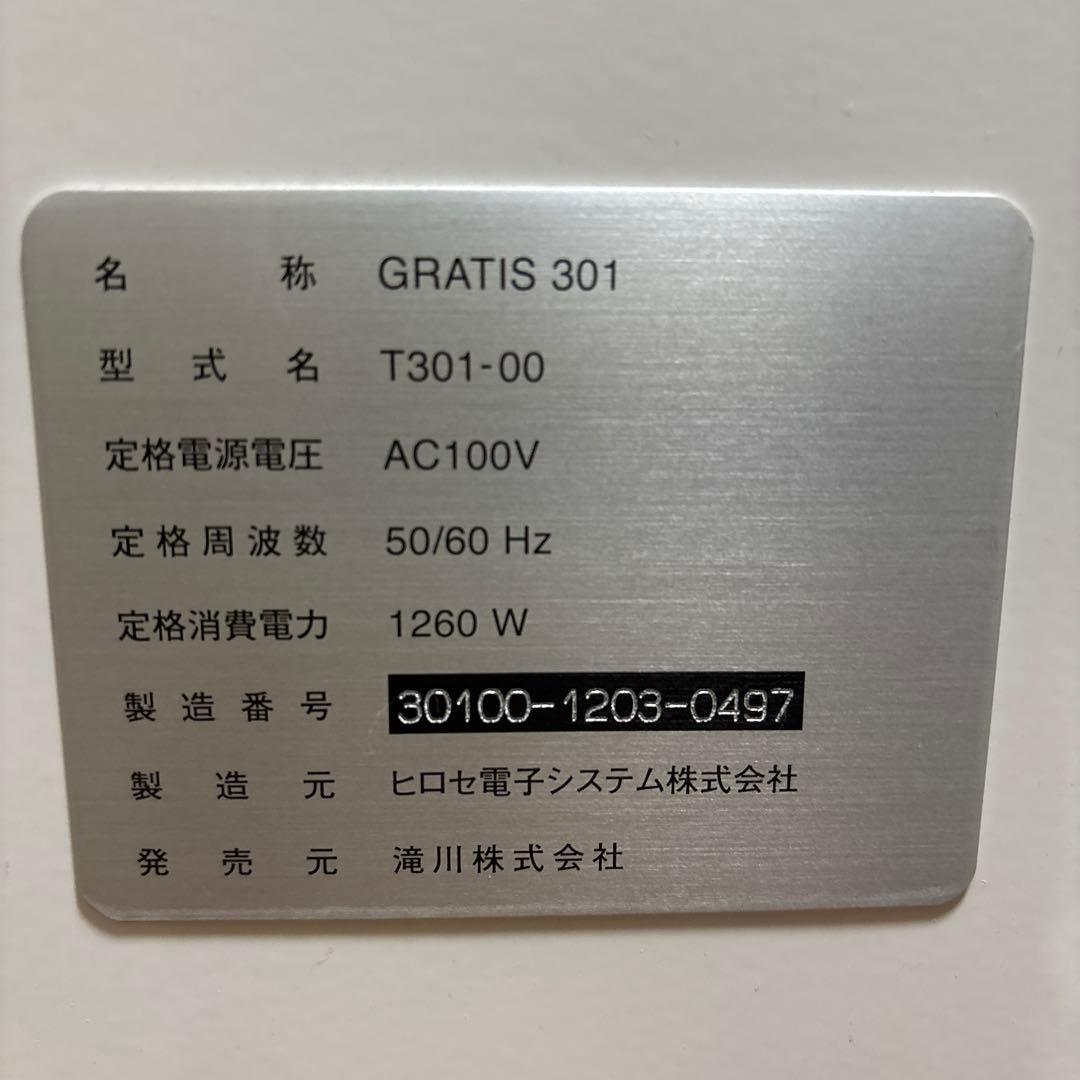 名称 GRATIS 301
型式名 T301-00
定格電源電圧 AC100V
定格周波数 50/60 Hz
定格消費電力 1260 W
製造番号 30100-1203-0497
製造元 ヒロセ電子システム株式会社
発売元 滝川株式会社